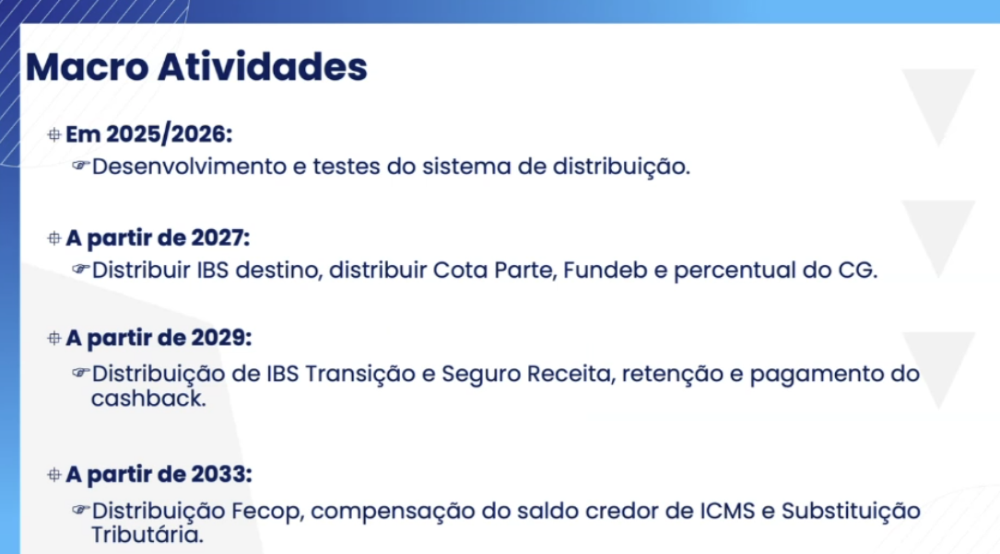 Macro Atividades
Em 2025/2026:
☞Desenvolvimento e testes do sistema de distribuição.
A partir de 2027:
☞Distribuir IBS destino, distribuir Cota Parte, Fundeb e percentual do CG.
A partir de 2029:
☞Distribuição de IBS Transição e Seguro Receita, retenção e pagamento do
cashback.
A partir de 2033:
☞Distribuição Fecop, compensação do saldo credor de ICMS e Substituição
Tributária.